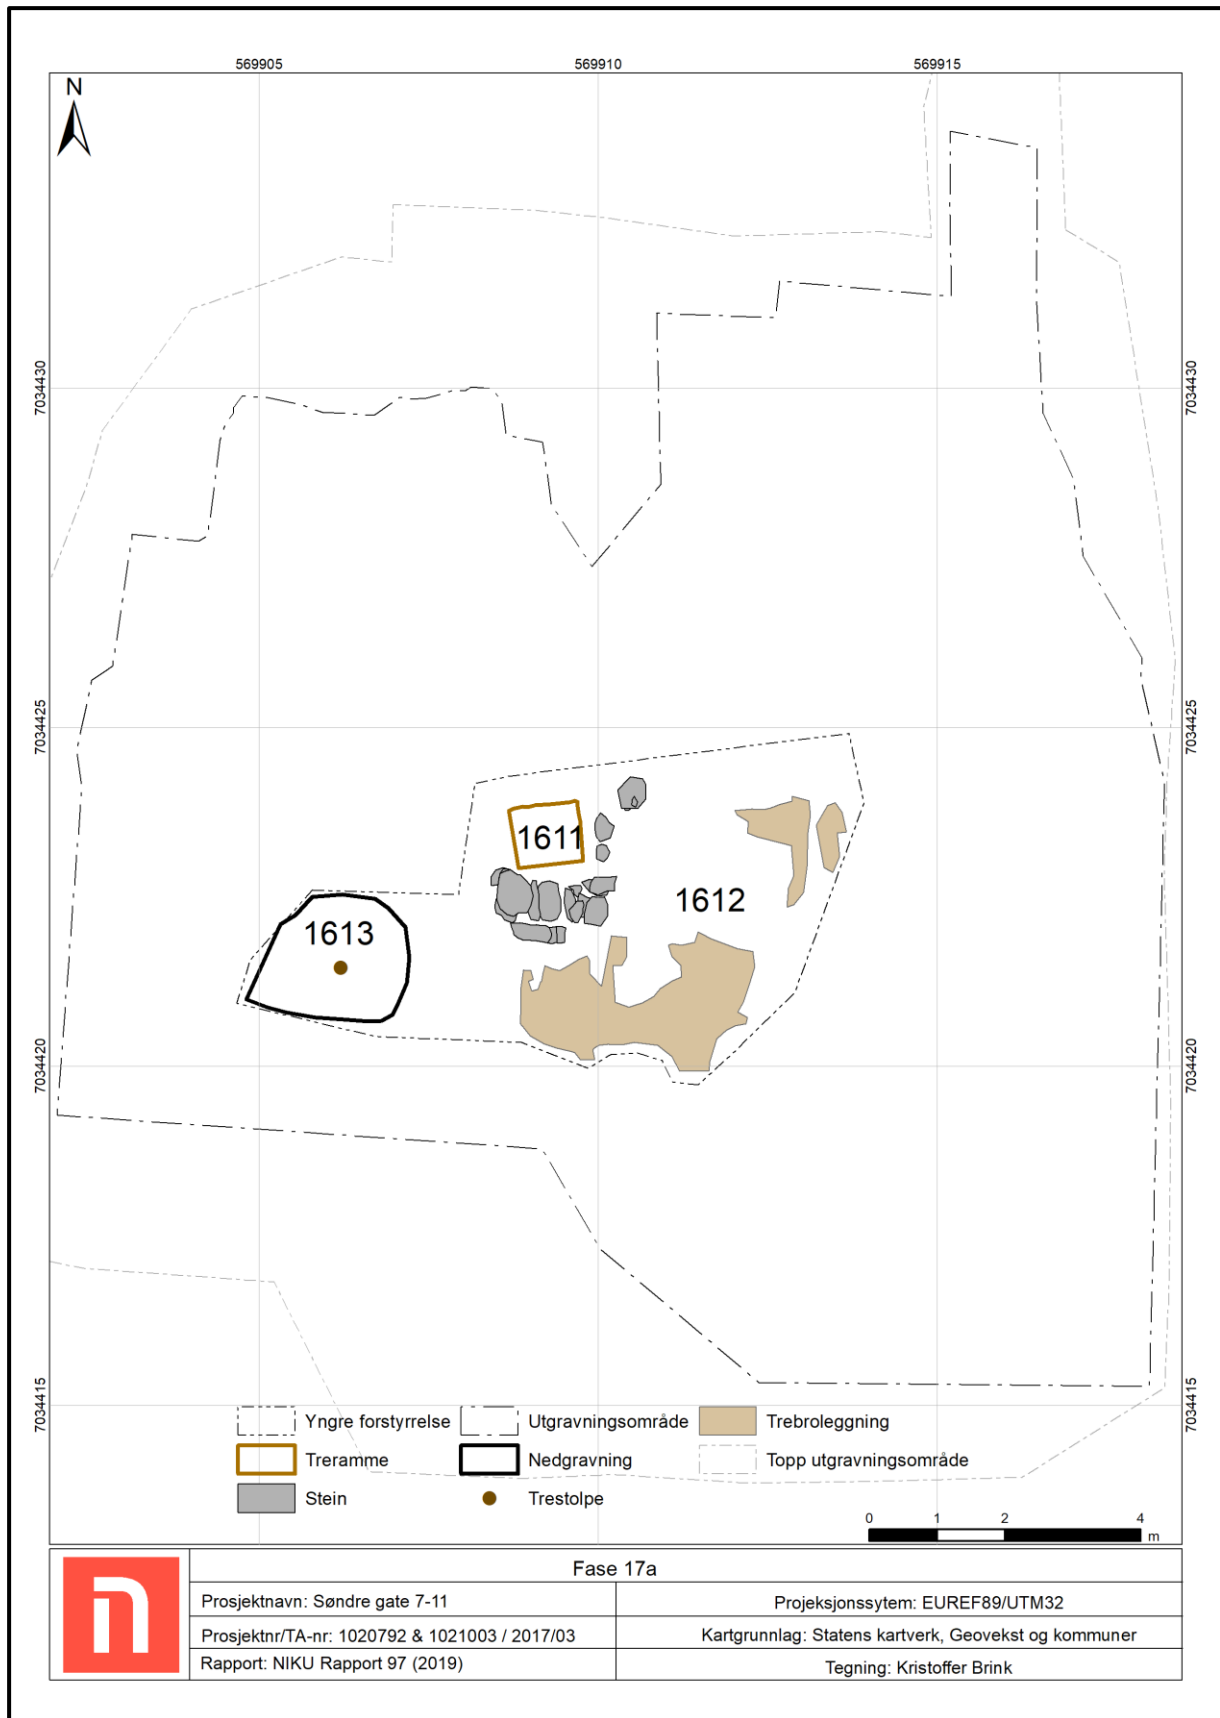 569905 569910 569915
N
7034430 7034430
7034425 7034425
1611
1612
1613
7034420 7034420
7034415 7034415
Yngre forstyrrelse Utgravningsområde Trebroleggning
Treramme Nedgravning Topp utgravningsområde
Stein Trestolpe
0 1 2 4
m
Fase 17a
Prosjektnavn: Søndre gate 7-11 Projeksjonssytem: EUREF89/UTM32
Prosjektnr/TA-nr: 1020792 & 1021003 / 2017/03 Kartgrunnlag: Statens kartverk, Geovekst og kommuner
Rapport: NIKU Rapport 97 (2019) Tegning: Kristoffer Brink